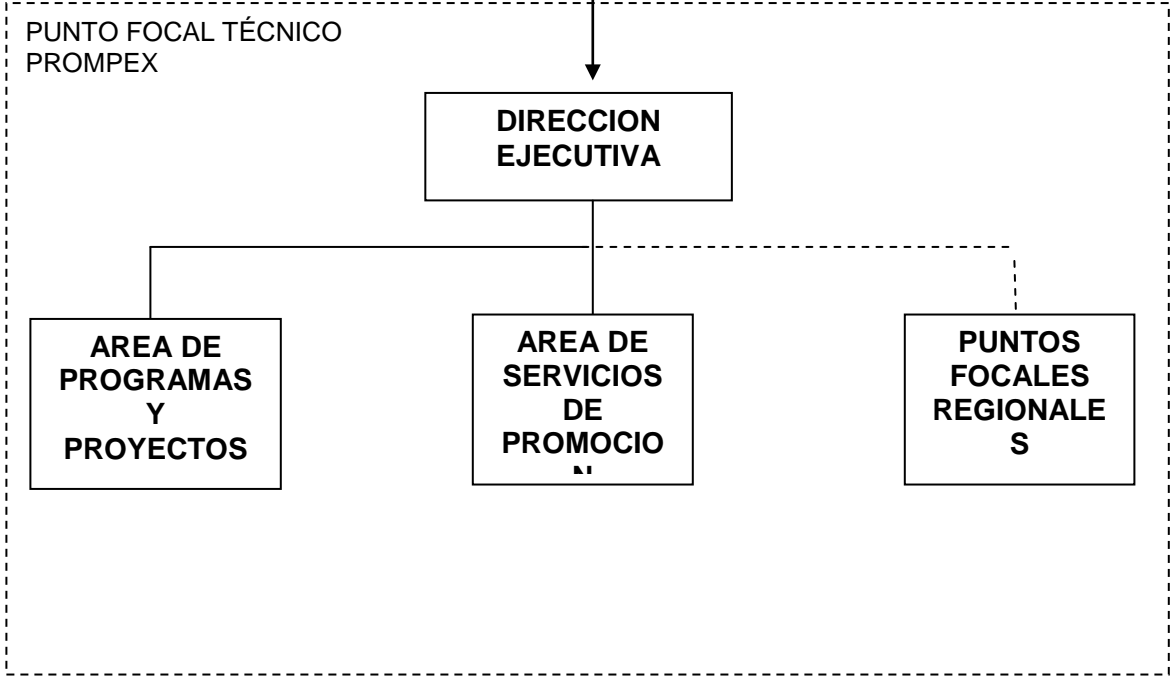 PUNTO FOCAL TÉCNICO
PROMPEX
DIRECCION
EJECUTIVA
AREA DE
PROGRAMAS
Y
PROYECTOS
AREA DE
SERVICIOS
DE
PROMOCIO
N
PUNTOS
FOCALES
REGIONALE
S